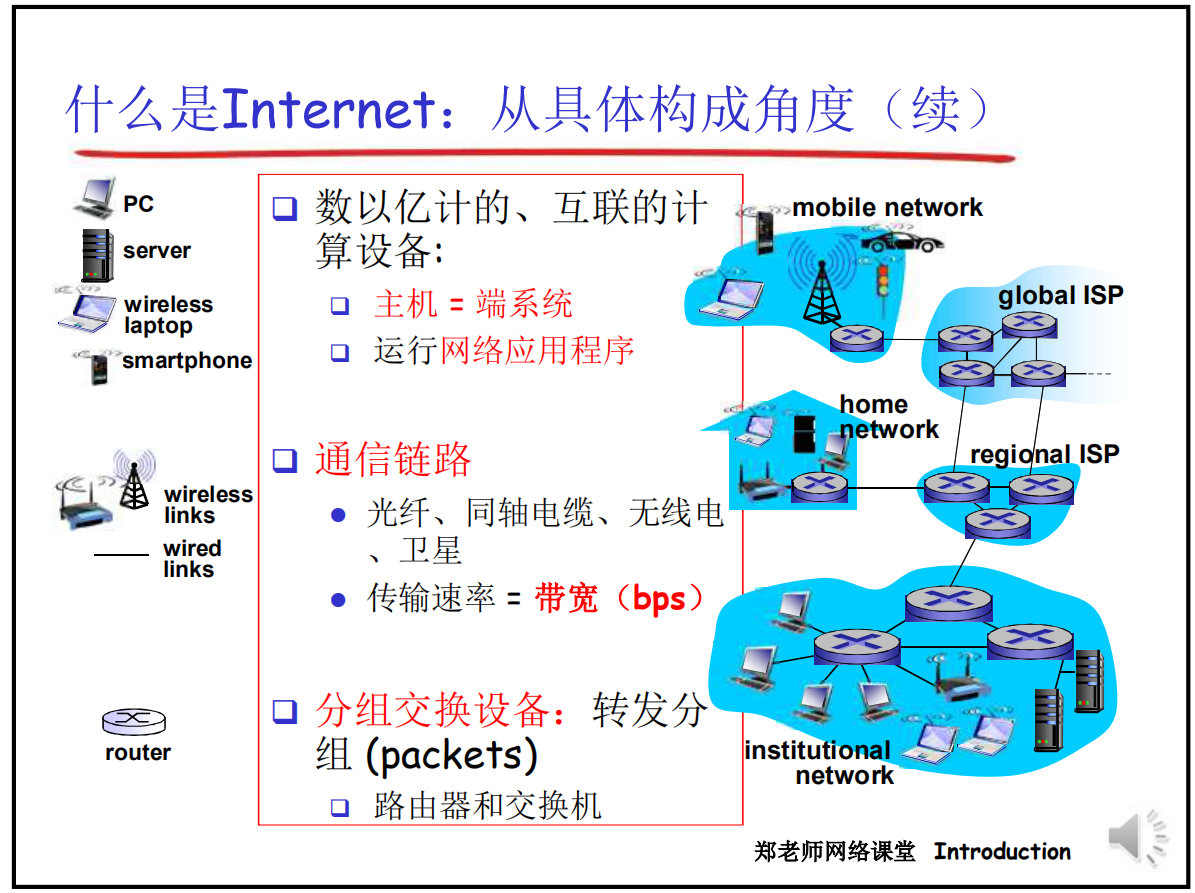 什么是Internet：从具体构成角度（续）
PC
server
wireless
laptop
smartphone
wireless
links
wired
links
router
数以亿计的、互联的计
算设备:
主机 = 端系统
运行网络应用程序
通信链路
光纤、同轴电缆、无线电
、卫星
传输速率 = 带宽（bps）
分组交换设备：转发分
组 (packets)
路由器和交换机
mobile network
global ISP
home
network
regional ISP
institutional
network
郑老师网络课堂 Introduction